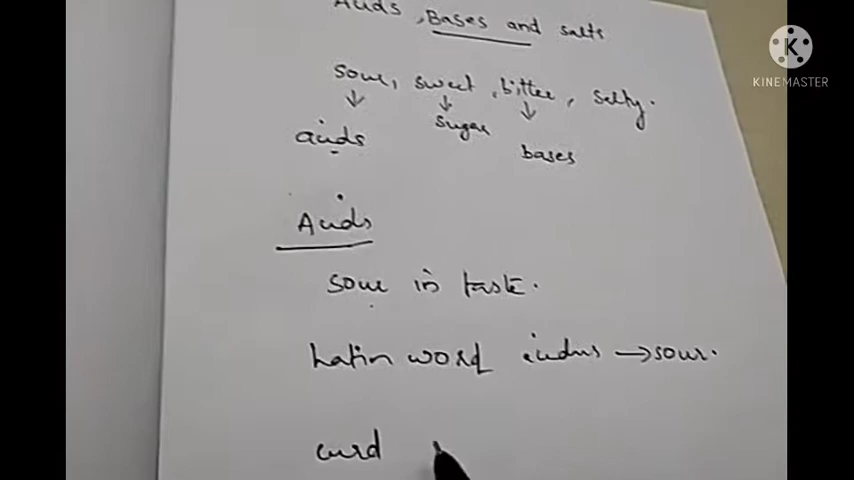 Acids, Bases and salts
KINEMASTER
sour, sweet, bitter, salty.
acids
sugar
bases
Acids
sour in taste.
Latin word acidus → sour.
curd